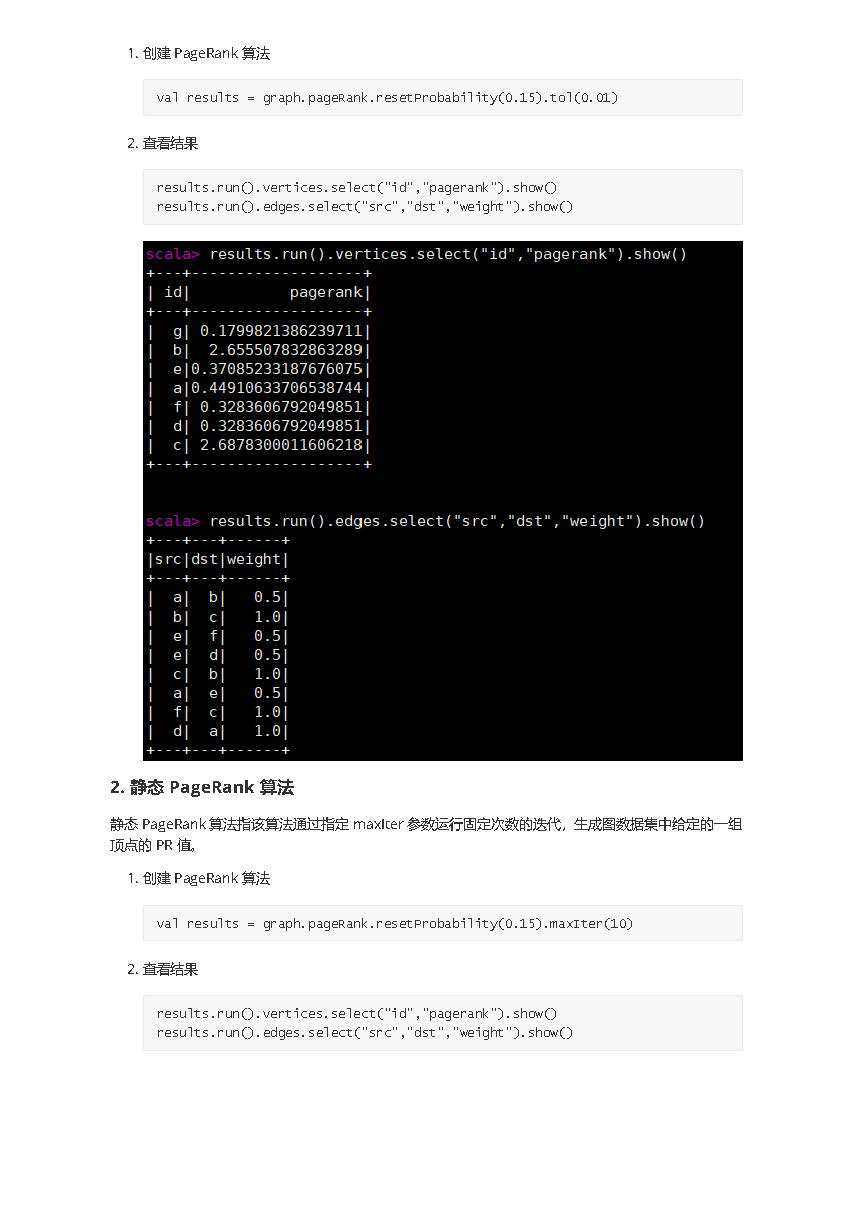 1. 创建 PageRank 算法
val results = graph.pageRank.resetProbability(0.15).tol(0.01)
2. 查看结果
results.run().vertices.select("id","pagerank").show()
results.run().edges.select("src","dst","weight").show()
scala> results.run().vertices.select("id","pagerank").show()
+---+-------------------+
| id|           pagerank|
+---+-------------------+
|  g| 0.1799821386239711|
|  b|  2.655507832863289|
|  e|0.37085233187676075|
|  a|0.44910633706538744|
|  f| 0.3283606792049851|
|  d| 0.3283606792049851|
|  c| 2.6878300011606218|
+---+-------------------+
scala> results.run().edges.select("src","dst","weight").show()
+---+---+------+
|src|dst|weight|
+---+---+------+
|  a|  b|   0.5|
|  b|  c|   1.0|
|  e|  f|   0.5|
|  e|  d|   0.5|
|  c|  b|   1.0|
|  a|  e|   0.5|
|  f|  c|   1.0|
|  d|  a|   1.0|
+---+---+------+
2. 静态 PageRank 算法
静态 PageRank 算法指该算法通过指定 maxIter 参数运行固定次数的迭代，生成图数据集中给定的一组
顶点的 PR 值。
1. 创建 PageRank 算法
val results = graph.pageRank.resetProbability(0.15).maxIter(10)
2. 查看结果
results.run().vertices.select("id","pagerank").show()
results.run().edges.select("src","dst","weight").show()